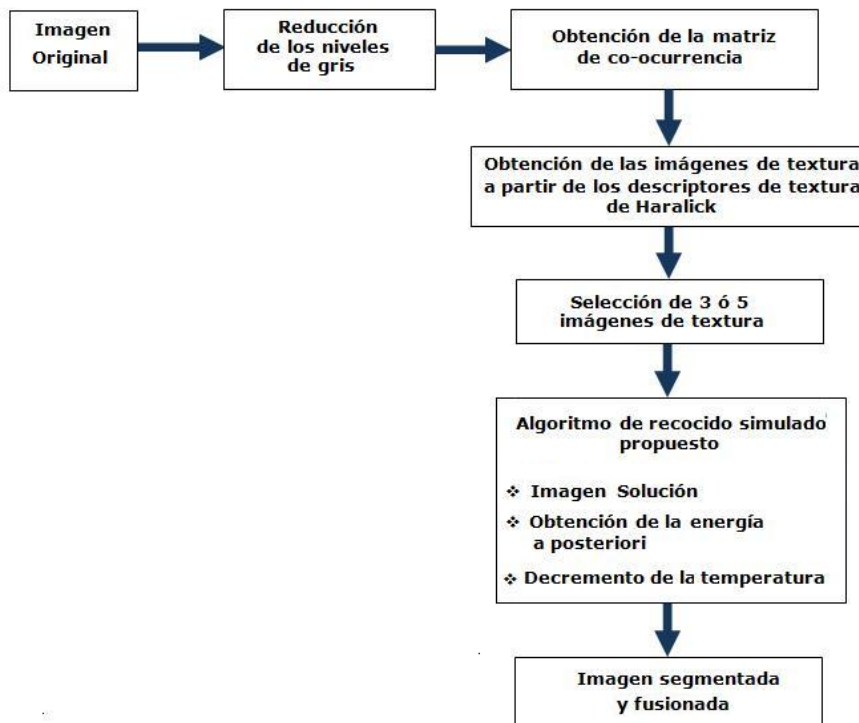 Imagen
Original
Reducción
de los niveles
de gris
Obtención de la matriz
de co-ocurrencia
Obtención de las imágenes de textura
a partir de los descriptores de textura
de Haralick
Selección de 3 ó 5
imágenes de textura
Algoritmo de recocido simulado
propuesto
❖ Imagen Solución
❖ Obtención de la energía
a posteriori
❖ Decremento de la temperatura
Imagen segmentada
y fusionada